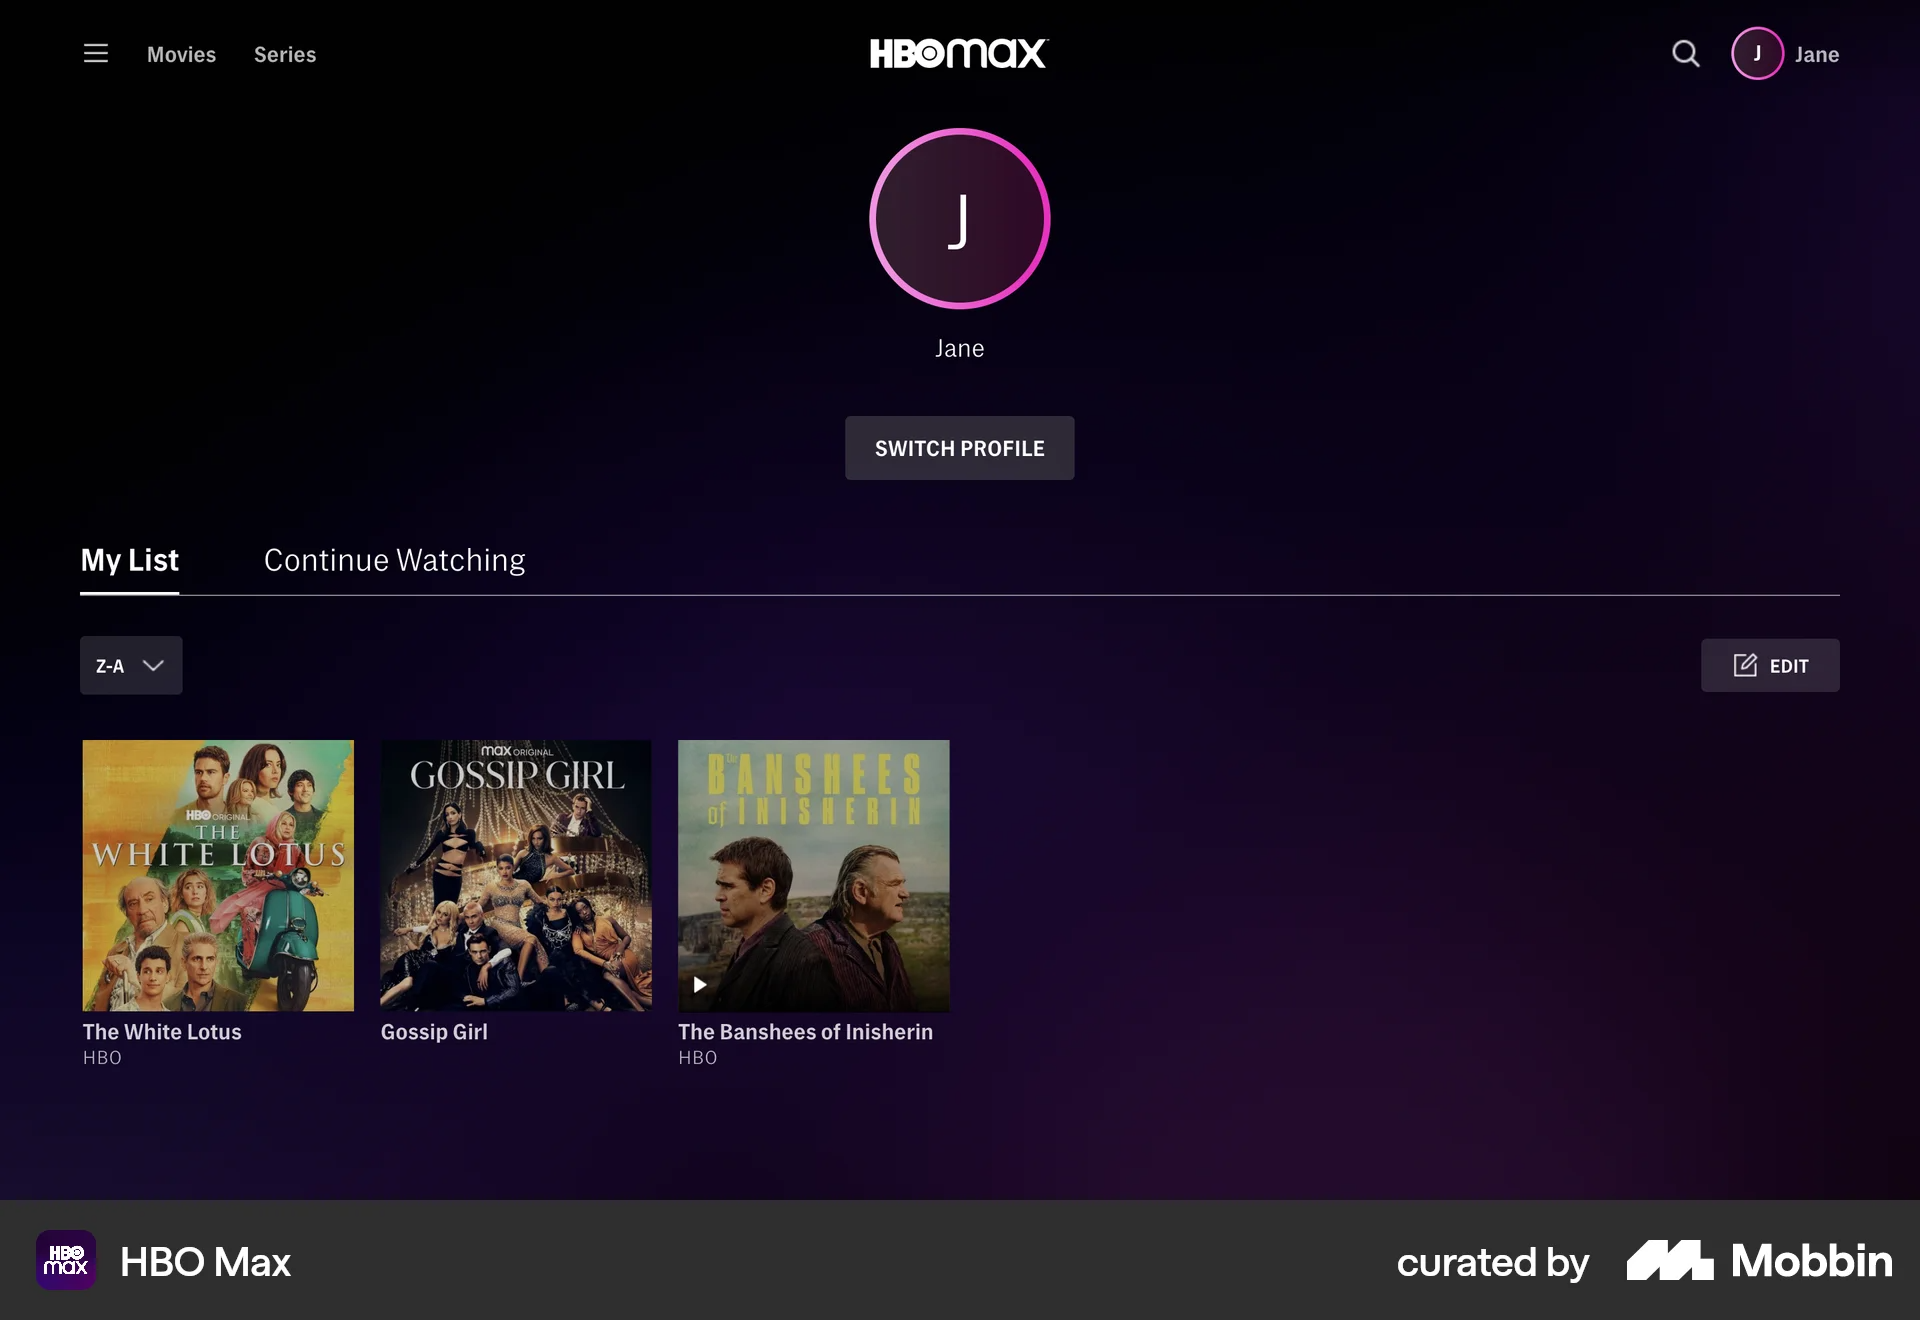 Movies
Series
HBOmax
J
Jane
J
Jane
SWITCH PROFILE
My List
Continue Watching
Z-A
EDIT
HBO ORIGINAL
THE
WHITE LOTUS
max ORIGINAL
GOSSIP GIRL
The
BANSHEES
of INISHERIN
The White Lotus
HBO
Gossip Girl
The Banshees of Inisherin
HBO
HBO
max
HBO Max
curated by
Mobbin